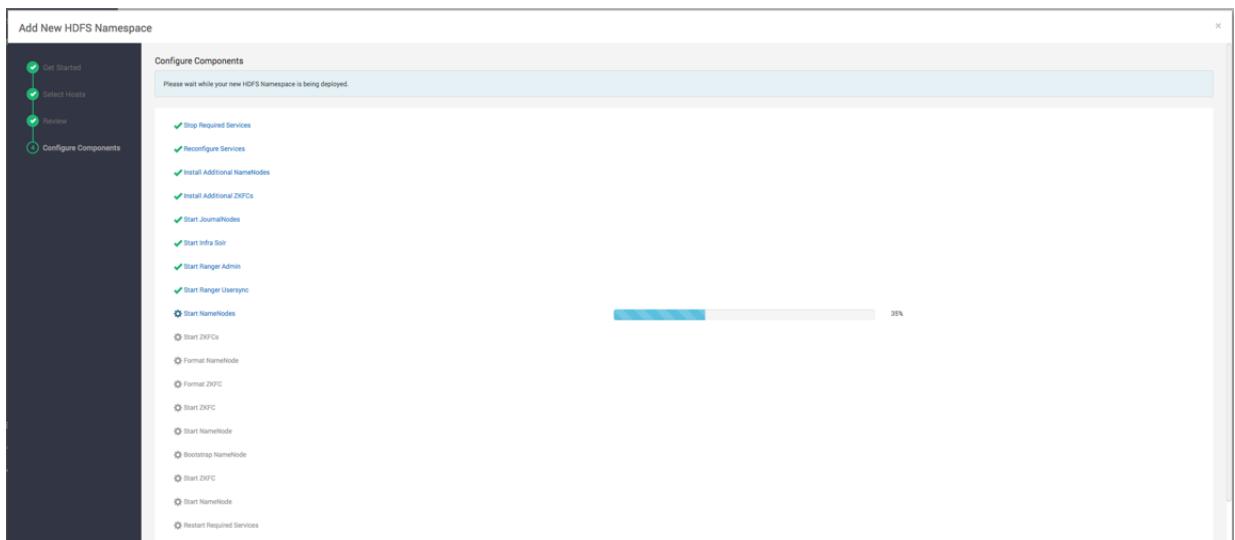 Add New HDFS Namespace
×
Get Started
Select Hosts
Review
4 Configure Components
Configure Components
Please wait while your new HDFS Namespace is being deployed.
Stop Required Services
Reconfigure Services
Install Additional NameNodes
Install Additional ZKFCs
Start JournalNodes
Start Infra Solr
Start Ranger Admin
Start Ranger Usersync
Start NameNodes 35%
Start ZKFCs
Format NameNode
Format ZKFC
Start ZKFC
Start NameNode
Bootstrap NameNode
Start ZKFC
Start NameNode
Restart Required Services